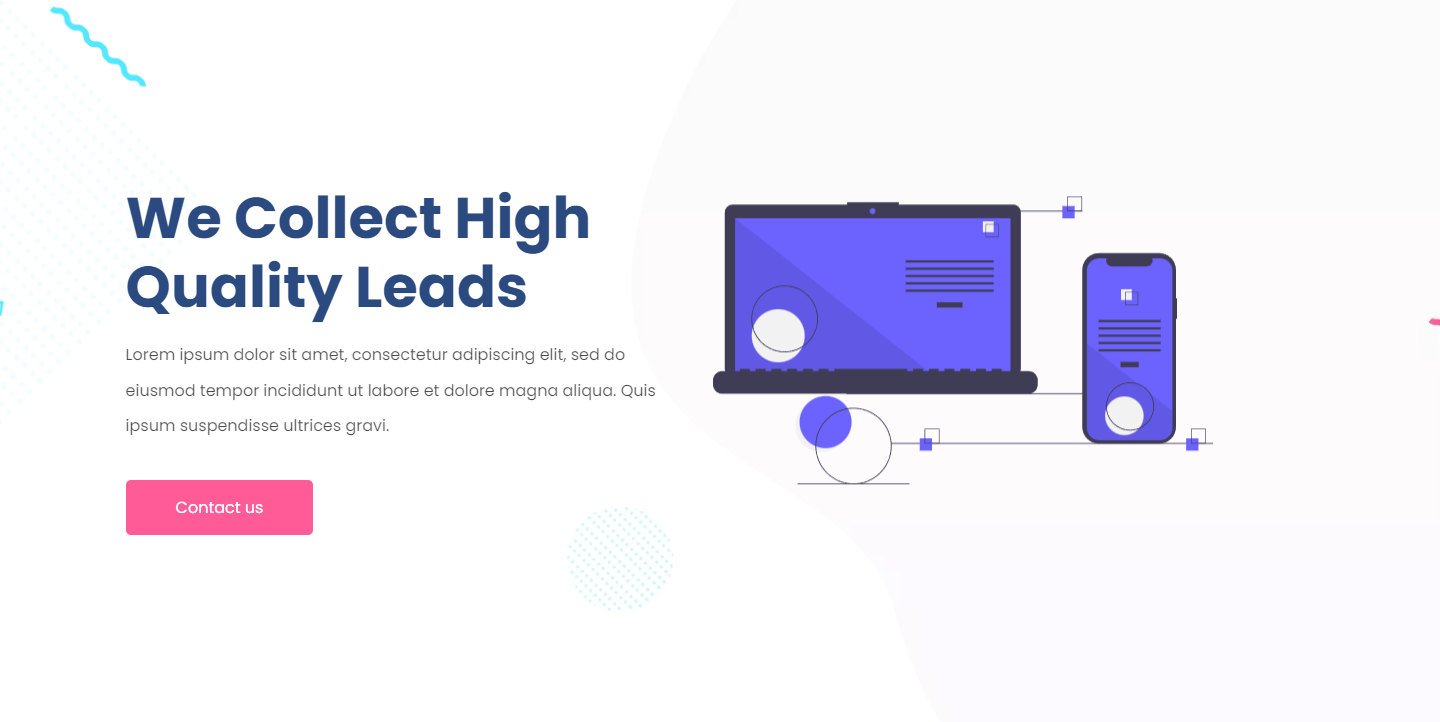 We Collect High
Quality Leads
Lorem ipsum dolor sit amet, consectetur adipiscing elit, sed do
eiusmod tempor incididunt ut labore et dolore magna aliqua. Quis
ipsum suspendisse ultrices gravi.
Contact us